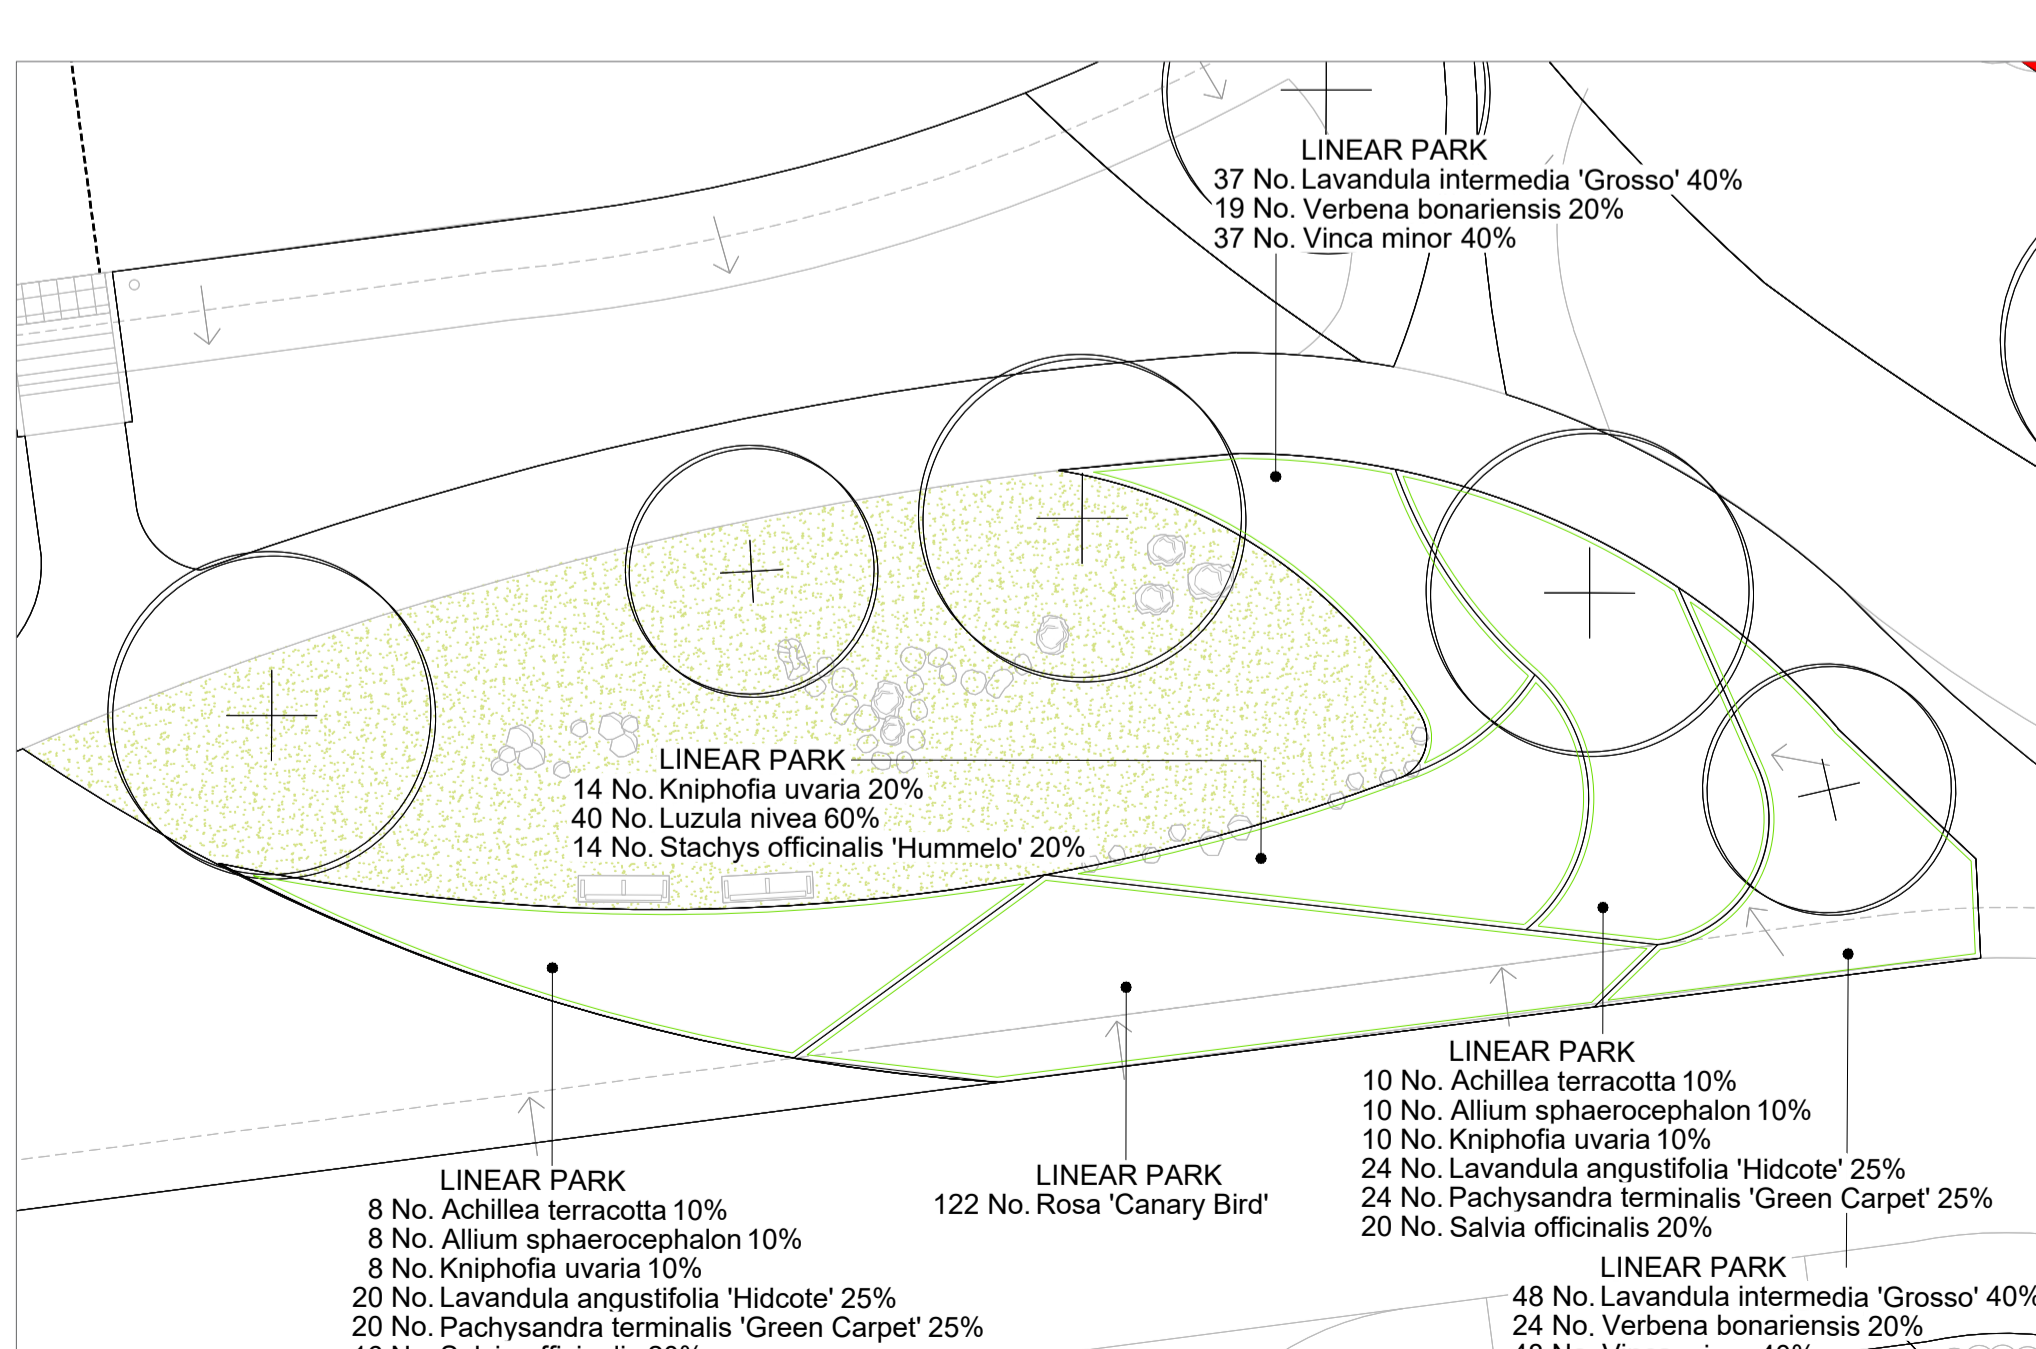 LINEAR PARK
37 No. Lavandula intermedia 'Grosso' 40%
19 No. Verbena bonariensis 20%
37 No. Vinca minor 40%
LINEAR PARK
14 No. Kniphofia uvaria 20%
40 No. Luzula nivea 60%
14 No. Stachys officinalis 'Hummelo' 20%
LINEAR PARK
10 No. Achillea terracotta 10%
10 No. Allium sphaerocephalon 10%
10 No. Kniphofia uvaria 10%
24 No. Lavandula angustifolia 'Hidcote' 25%
24 No. Pachysandra terminalis 'Green Carpet' 25%
20 No. Salvia officinalis 20%
LINEAR PARK
122 No. Rosa 'Canary Bird'
LINEAR PARK
8 No. Achillea terracotta 10%
8 No. Allium sphaerocephalon 10%
8 No. Kniphofia uvaria 10%
20 No. Lavandula angustifolia 'Hidcote' 25%
20 No. Pachysandra terminalis 'Green Carpet' 25%
LINEAR PARK
48 No. Lavandula intermedia 'Grosso' 40%
24 No. Verbena bonariensis 20%